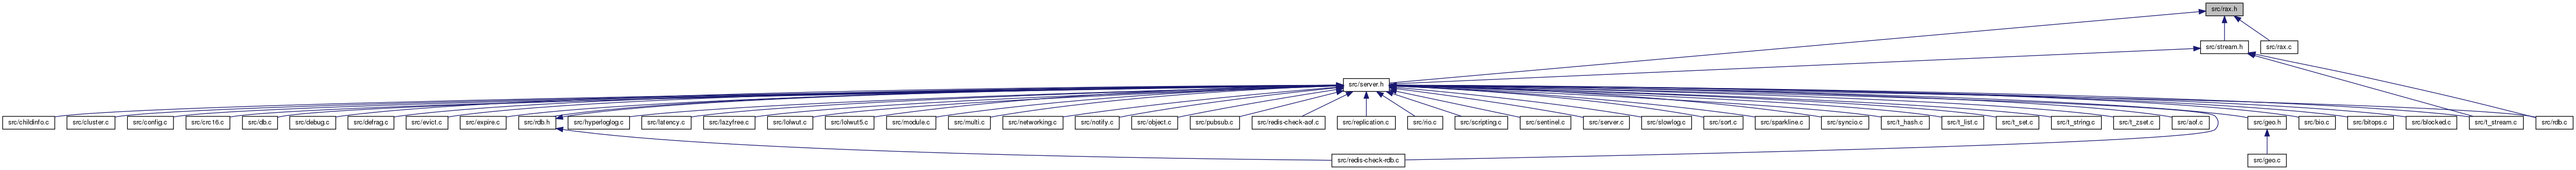 src/rax.h
src/stream.h
src/rax.c
src/server.h
src/childinfo.c
src/cluster.c
src/config.c
src/crc16.c
src/db.c
src/debug.c
src/defrag.c
src/evict.c
src/expire.c
src/rdb.h
src/hyperloglog.c
src/latency.c
src/lazyfree.c
src/lolwut.c
src/lolwut5.c
src/module.c
src/multi.c
src/networking.c
src/notify.c
src/object.c
src/pubsub.c
src/redis-check-aof.c
src/replication.c
src/rio.c
src/scripting.c
src/sentinel.c
src/server.c
src/slowlog.c
src/sort.c
src/sparkline.c
src/syncio.c
src/t_hash.c
src/t_list.c
src/t_set.c
src/t_string.c
src/t_zset.c
src/aof.c
src/geo.h
src/bio.c
src/bitops.c
src/blocked.c
src/t_stream.c
src/rdb.c
src/redis-check-rdb.c
src/geo.c